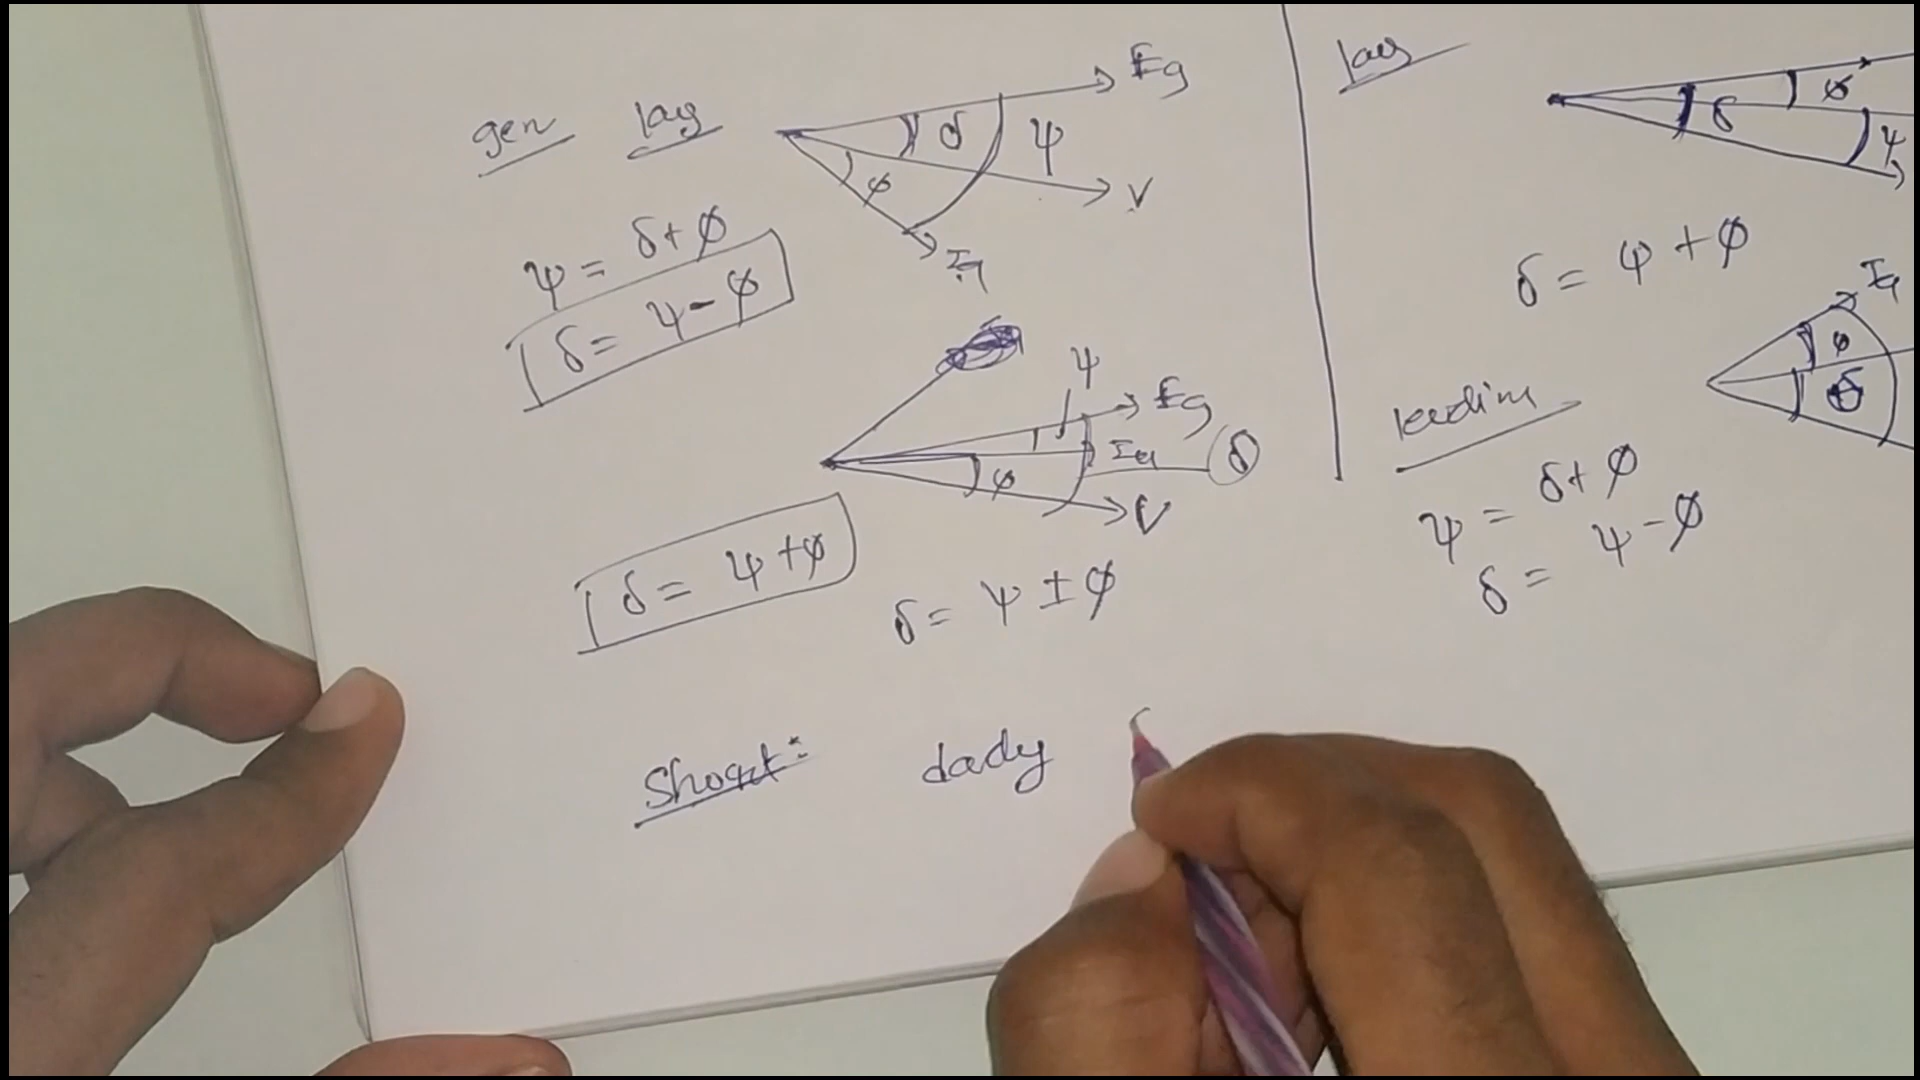 gen lag
Eg
δ
ψ
φ
V
Ia
ψ = δ + φ
δ = ψ - φ
ψ
Eg
Ia
δ
φ
V
δ = ψ + φ
δ = ψ ± φ
Short: dady
lag
φ
δ
ψ
δ = ψ + φ
Ia
φ
δ
leading
ψ = δ + φ
δ = ψ - φ